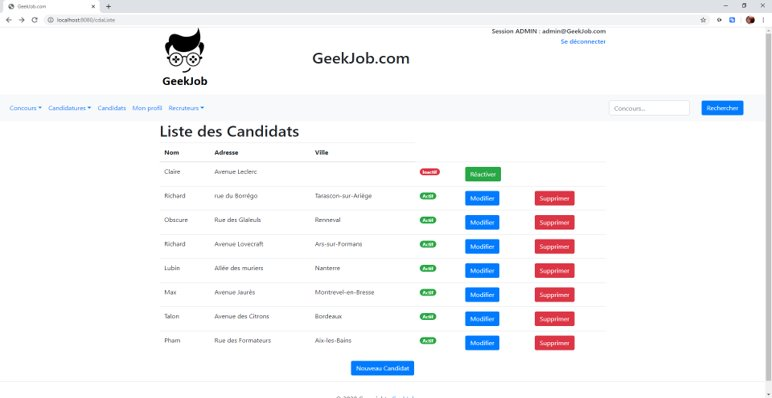 GeekJob.com
localhost:8080/cdaListe
Session ADMIN : admin@GeekJob.com
Se déconnecter
GeekJob
GeekJob.com
Concours Candidatures Candidats Mon profil Recruteurs Concours... Rechercher
Liste des Candidats
Nom Adresse Ville
Claire Avenue Leclerc Inactif Réactiver
Richard rue du Borrégo Tarascon-sur-Ariège Actif Modifier Supprimer
Obscure Rue des Glaïeuls Renneval Actif Modifier Supprimer
Richard Avenue Lovecraft Ars-sur-Formans Actif Modifier Supprimer
Lubin Allée des muriers Nanterre Actif Modifier Supprimer
Max Avenue Jaurès Montrevel-en-Bresse Actif Modifier Supprimer
Talon Avenue des Citrons Bordeaux Actif Modifier Supprimer
Pham Rue des Formateurs Aix-les-Bains Actif Modifier Supprimer
Nouveau Candidat